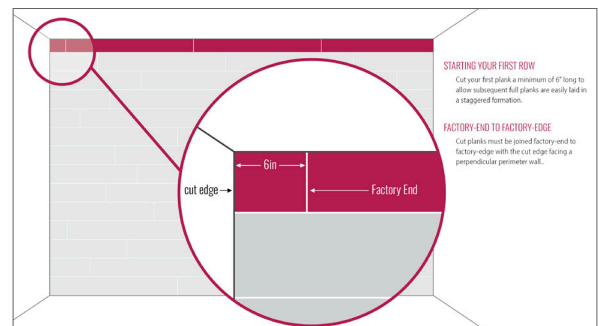 STARTING YOUR FIRST ROW
Cut your first plank a minimum of 6" long to
allow subsequent full planks are easily laid in
a staggered formation.
FACTORY-END TO FACTORY-EDGE
Cut planks must be joined factory-end to
factory-edge with the cut edge facing a
perpendicular perimeter wall..
6in
cut edge
Factory End